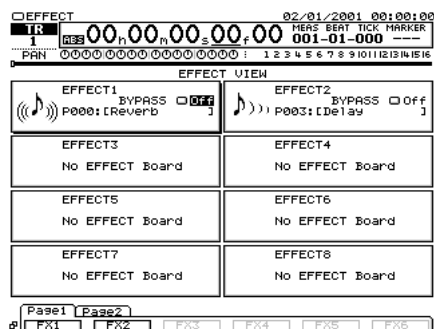 EFFECT 02/01/2001 00:00:00
TR 1 ABS 00h00m00s00f00 MEAS BEAT TICK MARKER
001-01-000 ---
PAN 1 2 3 4 5 6 7 8 9 10 11 12 13 14 15 16
EFFECT VIEW
EFFECT1 EFFECT2
BYPASS Off BYPASS Off
P000:[Reverb ] P003:[Delay ]
EFFECT3 EFFECT4
No EFFECT Board No EFFECT Board
EFFECT5 EFFECT6
No EFFECT Board No EFFECT Board
EFFECT7 EFFECT8
No EFFECT Board No EFFECT Board
Page1 Page2
FX1 FX2 FX3 FX4 FX5 FX6